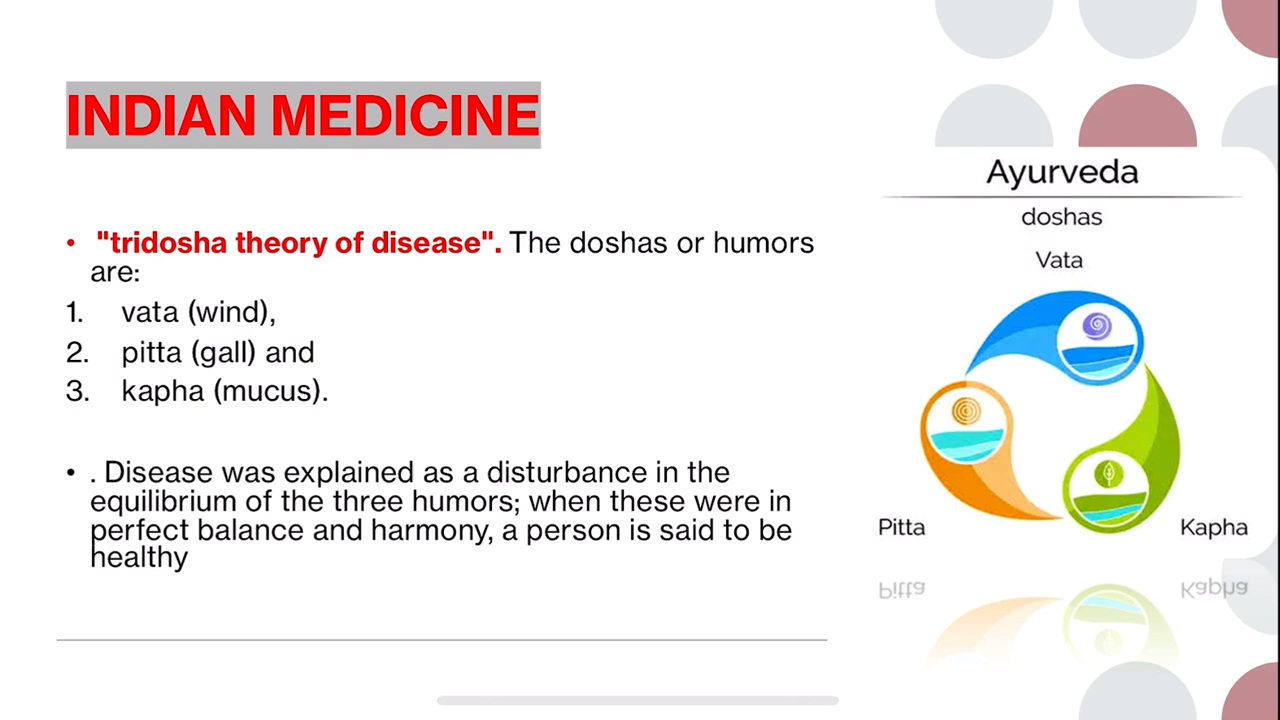 INDIAN MEDICINE
• "tridosha theory of disease". The doshas or humors
are:
1. vata (wind),
2. pitta (gall) and
3. kapha (mucus).
• . Disease was explained as a disturbance in the
equilibrium of the three humors; when these were in
perfect balance and harmony, a person is said to be
healthy
Ayurveda
doshas
Vata
Pitta
Kapha